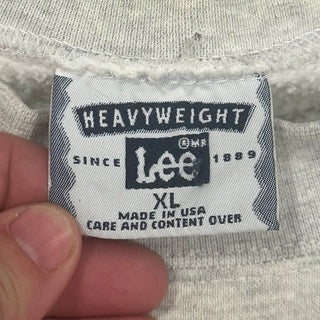 HEAVYWEIGHT
® MR
SINCE Lee 1889
XL
MADE IN USA
CARE AND CONTENT OVER